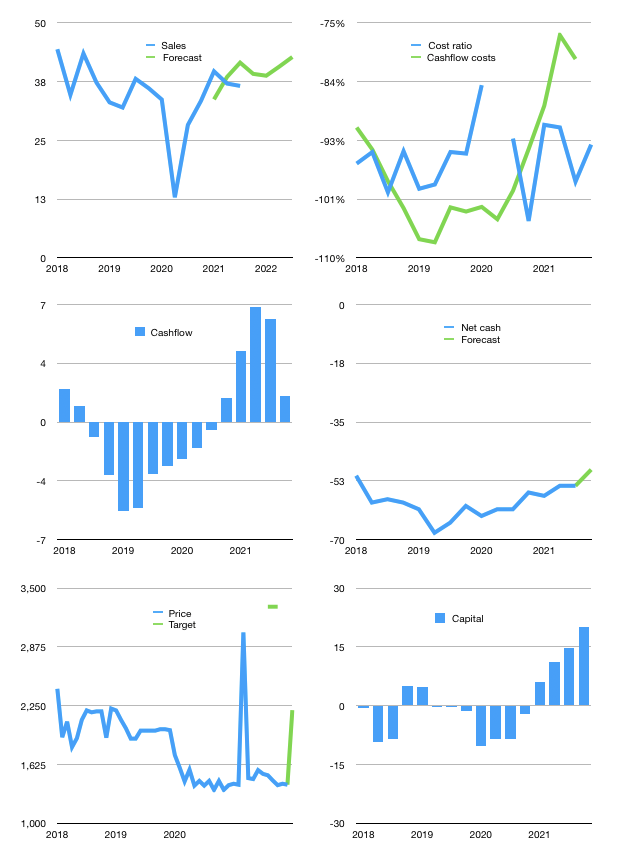 50
Sales
Forecast
38
25
13
0
2018 2019 2020 2021 2022
-75%
Cost ratio
Cashflow costs
-84%
-93%
-101%
-110%
2018 2019 2020 2021
7
Cashflow
4
0
-4
-7
2018 2019 2020 2021
0
Net cash
Forecast
-18
-35
-53
-70
2018 2019 2020 2021
3,500
Price
Target
2,875
2,250
1,625
1,000
2018 2019 2020
30
Capital
15
0
-15
-30
2018 2019 2020 2021